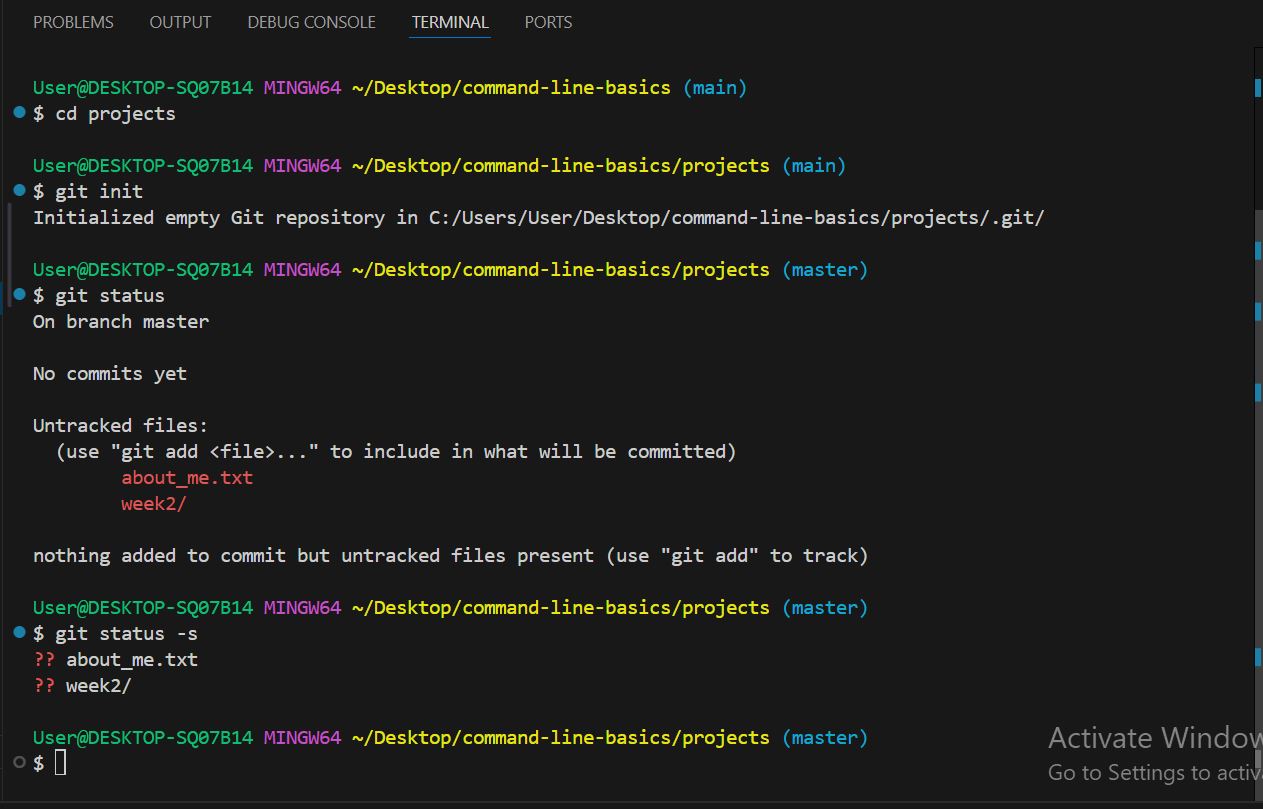 PROBLEMS OUTPUT DEBUG CONSOLE TERMINAL PORTS
User@DESKTOP-SQ07B14 MINGW64 ~/Desktop/command-line-basics (main)
$ cd projects
User@DESKTOP-SQ07B14 MINGW64 ~/Desktop/command-line-basics/projects (main)
$ git init
Initialized empty Git repository in C:/Users/User/Desktop/command-line-basics/projects/.git/
User@DESKTOP-SQ07B14 MINGW64 ~/Desktop/command-line-basics/projects (master)
$ git status
On branch master
No commits yet
Untracked files:
(use "git add <file>..." to include in what will be committed)
about_me.txt
week2/
nothing added to commit but untracked files present (use "git add" to track)
User@DESKTOP-SQ07B14 MINGW64 ~/Desktop/command-line-basics/projects (master)
$ git status -s
?? about_me.txt
?? week2/
User@DESKTOP-SQ07B14 MINGW64 ~/Desktop/command-line-basics/projects (master)
$
Activate Window
Go to Settings to activa